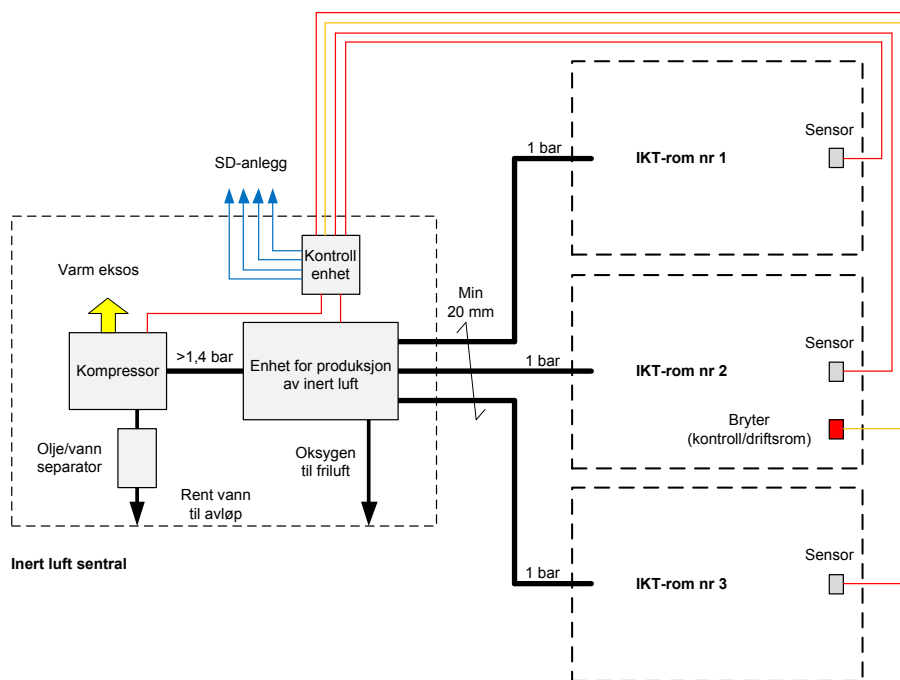 SD-anlegg
1 bar
IKT-rom nr 1
Sensor
Varm eksos
Kontroll
enhet
Min
20 mm
Kompressor
>1,4 bar
Enhet for produksjon
av inert luft
1 bar
IKT-rom nr 2
Sensor
Bryter
(kontroll/driftsrom)
Olje/vann
separator
Rent vann
til avløp
Oksygen
til friluft
Inert luft sentral
1 bar
IKT-rom nr 3
Sensor